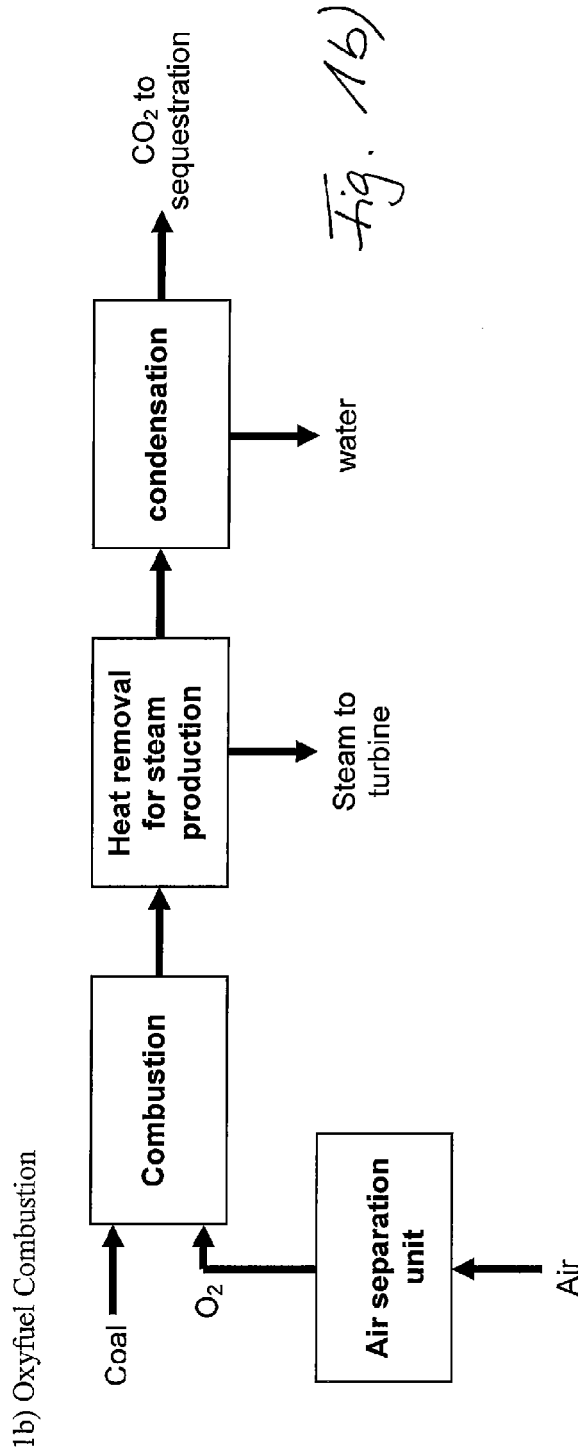 1b) Oxyfuel Combustion
Coal
O₂
Combustion
Air separation
unit
Air
Heat removal
for steam
production
Steam to
turbine
condensation
water
CO₂ to
sequestration
Fig. 1b)